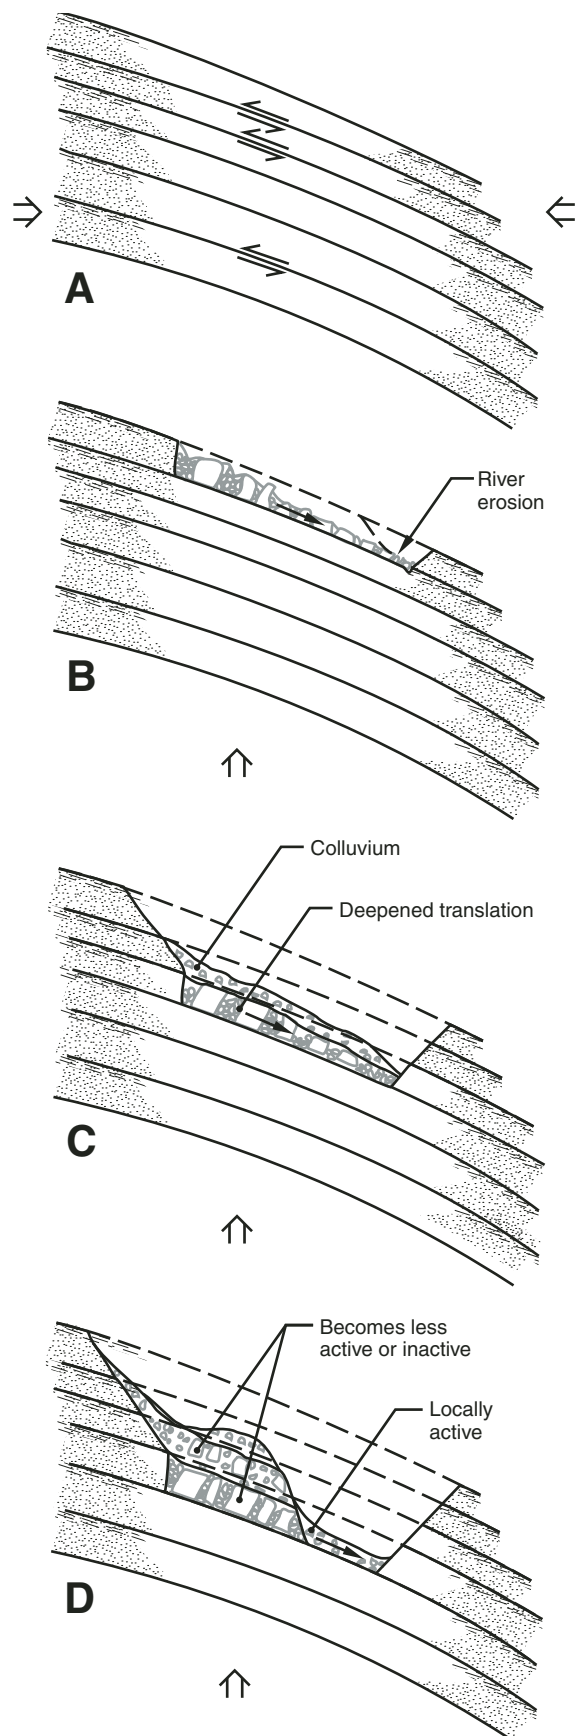 A
River
erosion
B
Colluvium
Deepened translation
C
Becomes less
active or inactive
Locally
active
D